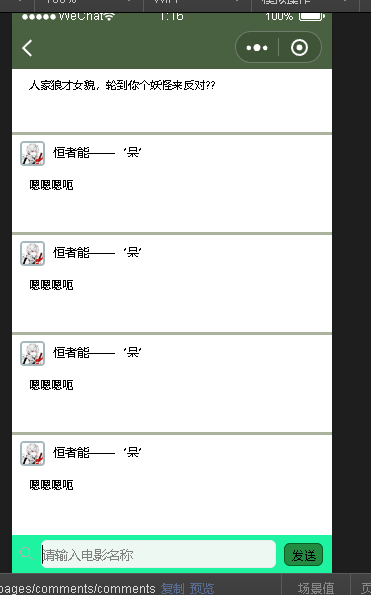 WeChat 1:16 100%
人家狼才女貌，轮到你个妖怪来反对??
恒者能—— ‘呆’
嗯嗯嗯呃
恒者能—— ‘呆’
嗯嗯嗯呃
恒者能—— ‘呆’
嗯嗯嗯呃
恒者能—— ‘呆’
嗯嗯嗯呃
请输入电影名称 发送
pages/comments/comments 复制 预览 场景值